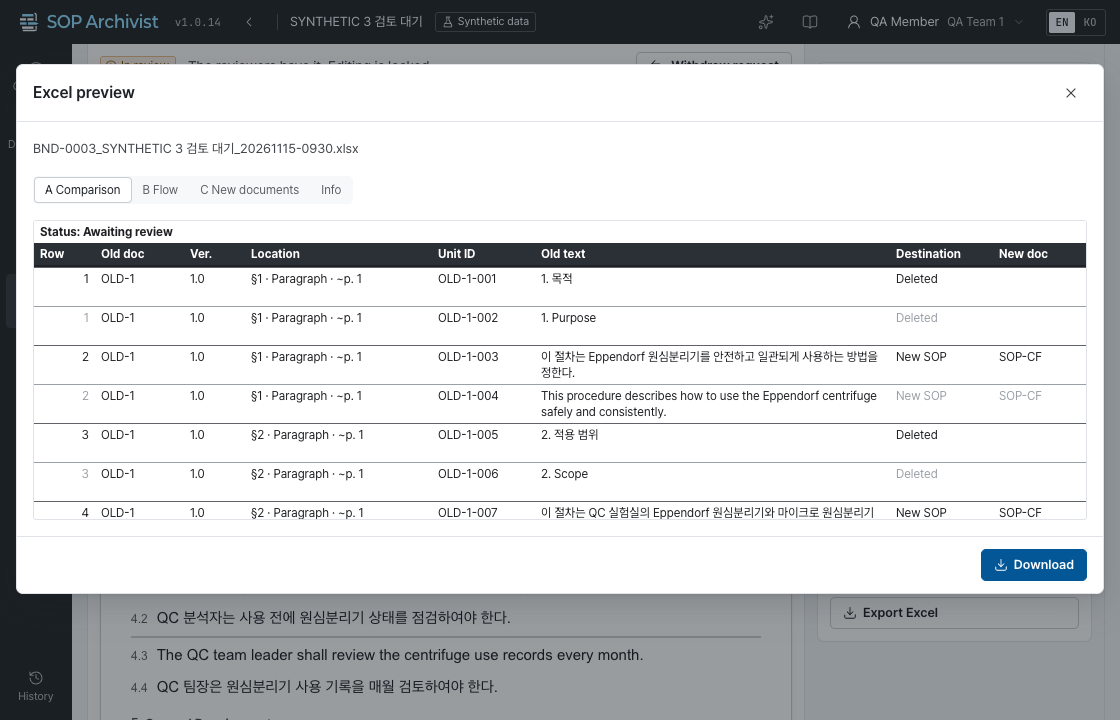 SOP Archivist v1.0.14 SYNTHETIC 3 검토 대기 Synthetic data QA Member QA Team 1 EN KO
Excel preview
BND-0003_SYNTHETIC 3 검토 대기_20261115-0930.xlsx
A Comparison B Flow C New documents Info
Status: Awaiting review
Row Old doc Ver. Location Unit ID Old text Destination New doc
1 OLD-1 1.0 §1 · Paragraph · ~p. 1 OLD-1-001 1. 목적 Deleted
1 OLD-1 1.0 §1 · Paragraph · ~p. 1 OLD-1-002 1. Purpose Deleted
2 OLD-1 1.0 §1 · Paragraph · ~p. 1 OLD-1-003 이 절차는 Eppendorf 원심분리기를 안전하고 일관되게 사용하는 방법을 New SOP SOP-CF
정한다.
2 OLD-1 1.0 §1 · Paragraph · ~p. 1 OLD-1-004 This procedure describes how to use the Eppendorf centrifuge New SOP SOP-CF
safely and consistently.
3 OLD-1 1.0 §2 · Paragraph · ~p. 1 OLD-1-005 2. 적용 범위 Deleted
3 OLD-1 1.0 §2 · Paragraph · ~p. 1 OLD-1-006 2. Scope Deleted
4 OLD-1 1.0 §2 · Paragraph · ~p. 1 OLD-1-007 이 절차는 QC 실험실의 Eppendorf 원심분리기와 마이크로 원심분리기 New SOP SOP-CF
Download
Export Excel
4.2 QC 분석자는 사용 전에 원심분리기 상태를 점검하여야 한다.
4.3 The QC team leader shall review the centrifuge use records every month.
4.4 QC 팀장은 원심분리기 사용 기록을 매월 검토하여야 한다.
History